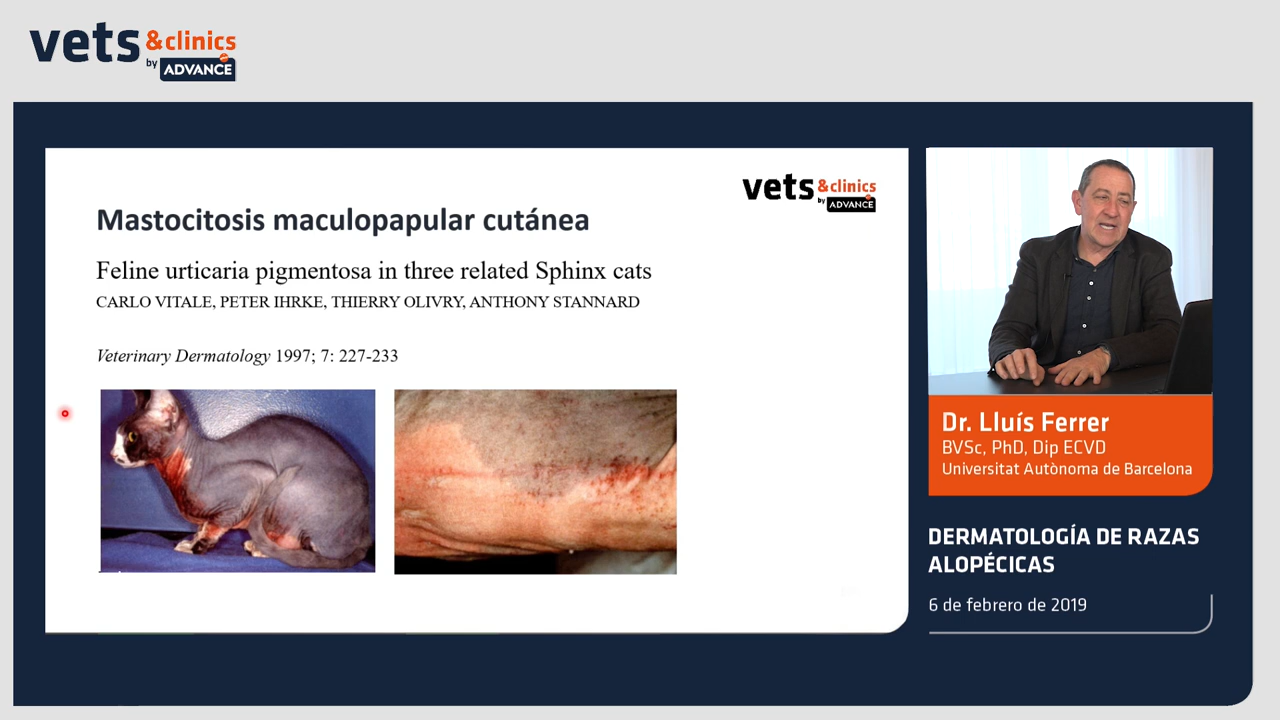 vets &clinics
by ADVANCE
vets &clinics
by ADVANCE
Mastocitosis maculopapular cutánea
Feline urticaria pigmentosa in three related Sphinx cats
CARLO VITALE, PETER IHRKE, THIERRY OLIVRY, ANTHONY STANNARD
Veterinary Dermatology 1997; 7: 227-233
Dr. Lluís Ferrer
BVSc, PhD, Dip ECVD
Universitat Autònoma de Barcelona
DERMATOLOGÍA DE RAZAS
ALOPÉCICAS
6 de febrero de 2019